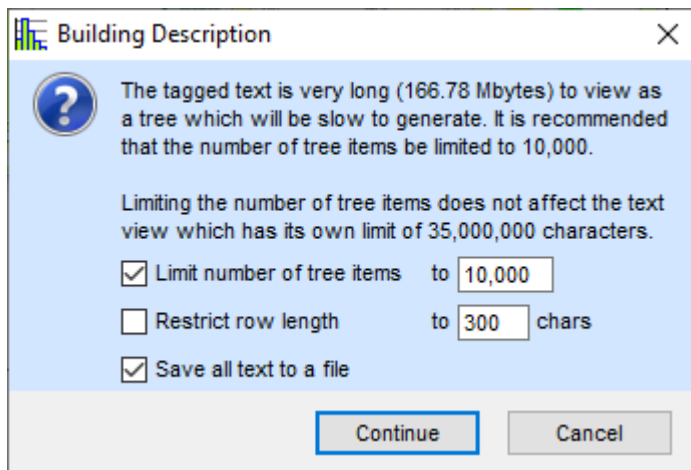 Building Description
The tagged text is very long (166.78 Mbytes) to view as
a tree which will be slow to generate. It is recommended
that the number of tree items be limited to 10,000.
Limiting the number of tree items does not affect the text
view which has its own limit of 35,000,000 characters.
Limit number of tree items to 10,000
Restrict row length to 300 chars
Save all text to a file
Continue Cancel